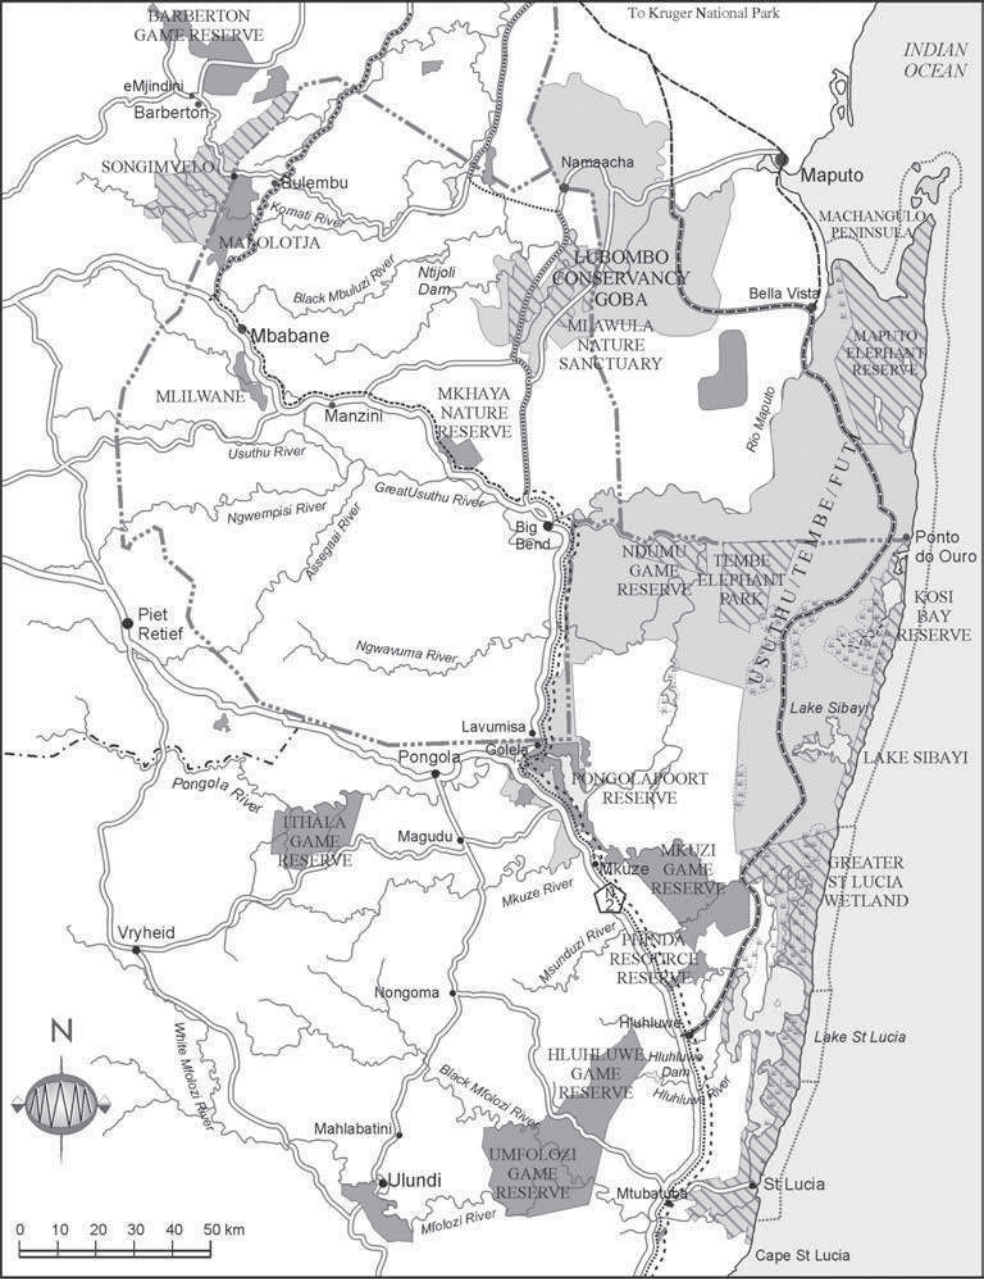 To Kruger National Park
BARBERTON
GAME RESERVE
INDIAN
OCEAN
eMjindini
Barberton
Namaacha
Maputo
SONGIMVELO
Bulembu
Komati River
MACHANGULO
PENINSULA
MALOLOTJA
LUBOMBO
CONSERVANCY
GOBA
Ntijoli
Dam
Black Mbuluzi River
Bella Vista
Mbabane
MLAWULA
NATURE
SANCTUARY
MAPUTO
ELEPHANT
RESERVE
MLILWANE
Manzini
MKHAYA
NATURE
RESERVE
Rio Maputo
Usuthu River
GreatUsuthu River
Ngwempisi River
Assegaai River
Big
Bend
USUTHU/TEMBE/FUTI
Ponto
do Ouro
NDUMU
GAME
RESERVE
TEMBE
ELEPHANT
PARK
KOSI
BAY
RESERVE
Piet
Retief
Ngwavuma River
Lake Sibayi
Lavumisa
Golela
LAKE SIBAYI
Pongola
Pongola River
PONGOLAPOORT
RESERVE
ITHALA
GAME
RESERVE
Magudu
MKUZI
GAME
RESERVE
Mkuze
GREATER
ST LUCIA
WETLAND
Mkuze River
N
2
Vryheid
Msunduzi River
PHINDA
RESOURCE
RESERVE
Nongoma
Hluhluwe
Lake St Lucia
N
White Mfolozi River
HLUHLUWE
GAME
RESERVE
Hluhluwe
Dam
Hluhluwe River
Black Mfolozi River
Mahlabatini
UMFOLOZI
GAME
RESERVE
Ulundi
Mtubatuba
St Lucia
Mfolozi River
0 10 20 30 40 50 km
Cape St Lucia